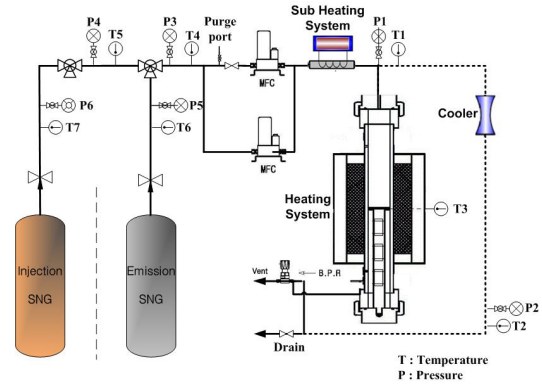 Sub Heating
System
P4
T5
P3
T4
Purge
port
P1
T1
MFC
P6
T7
P5
T6
MFC
Cooler
Heating
System
T3
Injection
SNG
Emission
SNG
Vent
B.P.R
P2
T2
Drain
T : Temperature
P : Pressure